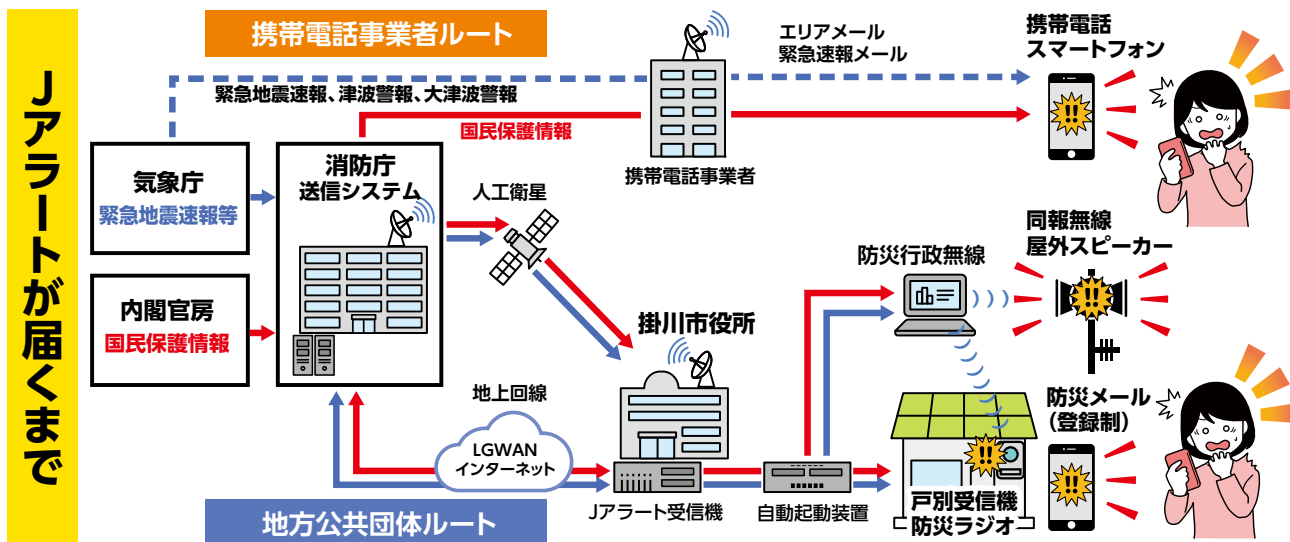 Jアラートが届くまで
携帯電話事業者ルート
エリアメール
緊急速報メール
携帯電話
スマートフォン
緊急地震速報、津波警報、大津波警報
国民保護情報
携帯電話事業者
気象庁
緊急地震速報等
消防庁
送信システム
人工衛星
内閣官房
国民保護情報
掛川市役所
防災行政無線
同報無線
屋外スピーカー
地上回線
LGWAN
インターネット
Jアラート受信機
自動起動装置
戸別受信機
防災ラジオ
防災メール
(登録制)
地方公共団体ルート